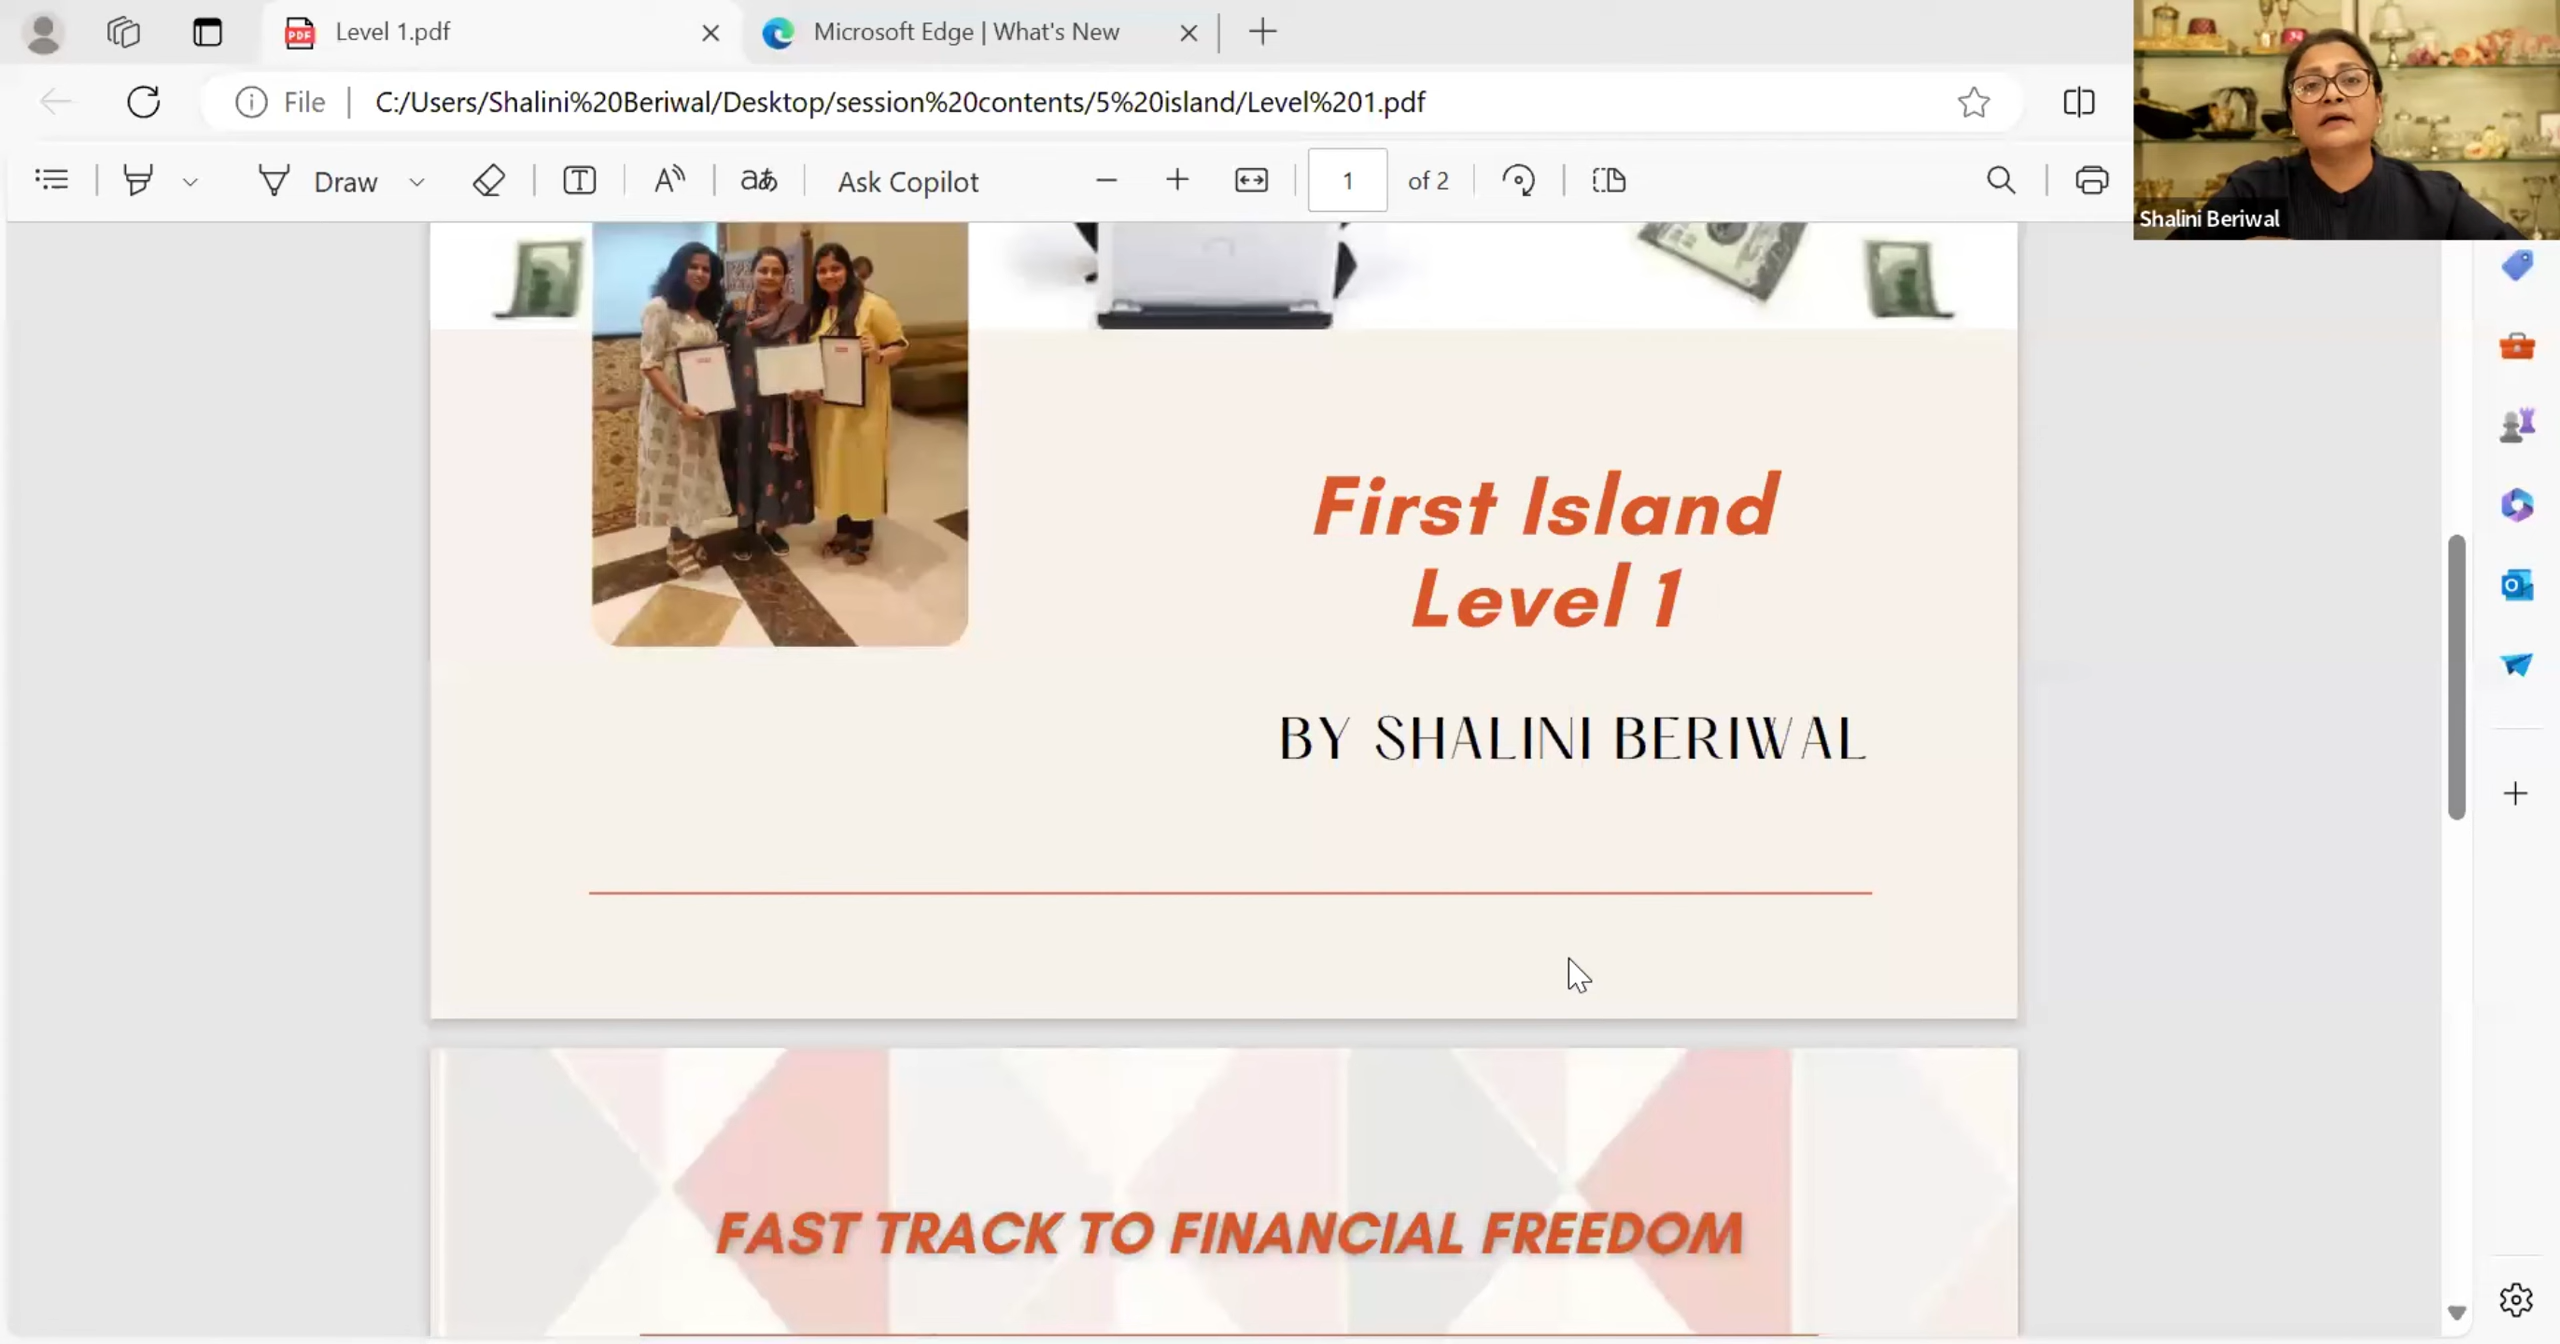 Level 1.pdf
Microsoft Edge | What's New
File
C:/Users/Shalini%20Beriwal/Desktop/session%20contents/5%20island/Level%201.pdf
Draw
Ask Copilot
1 of 2
Shalini Beriwal
First Island
Level 1
BY SHALINI BERIWAL
FAST TRACK TO FINANCIAL FREEDOM